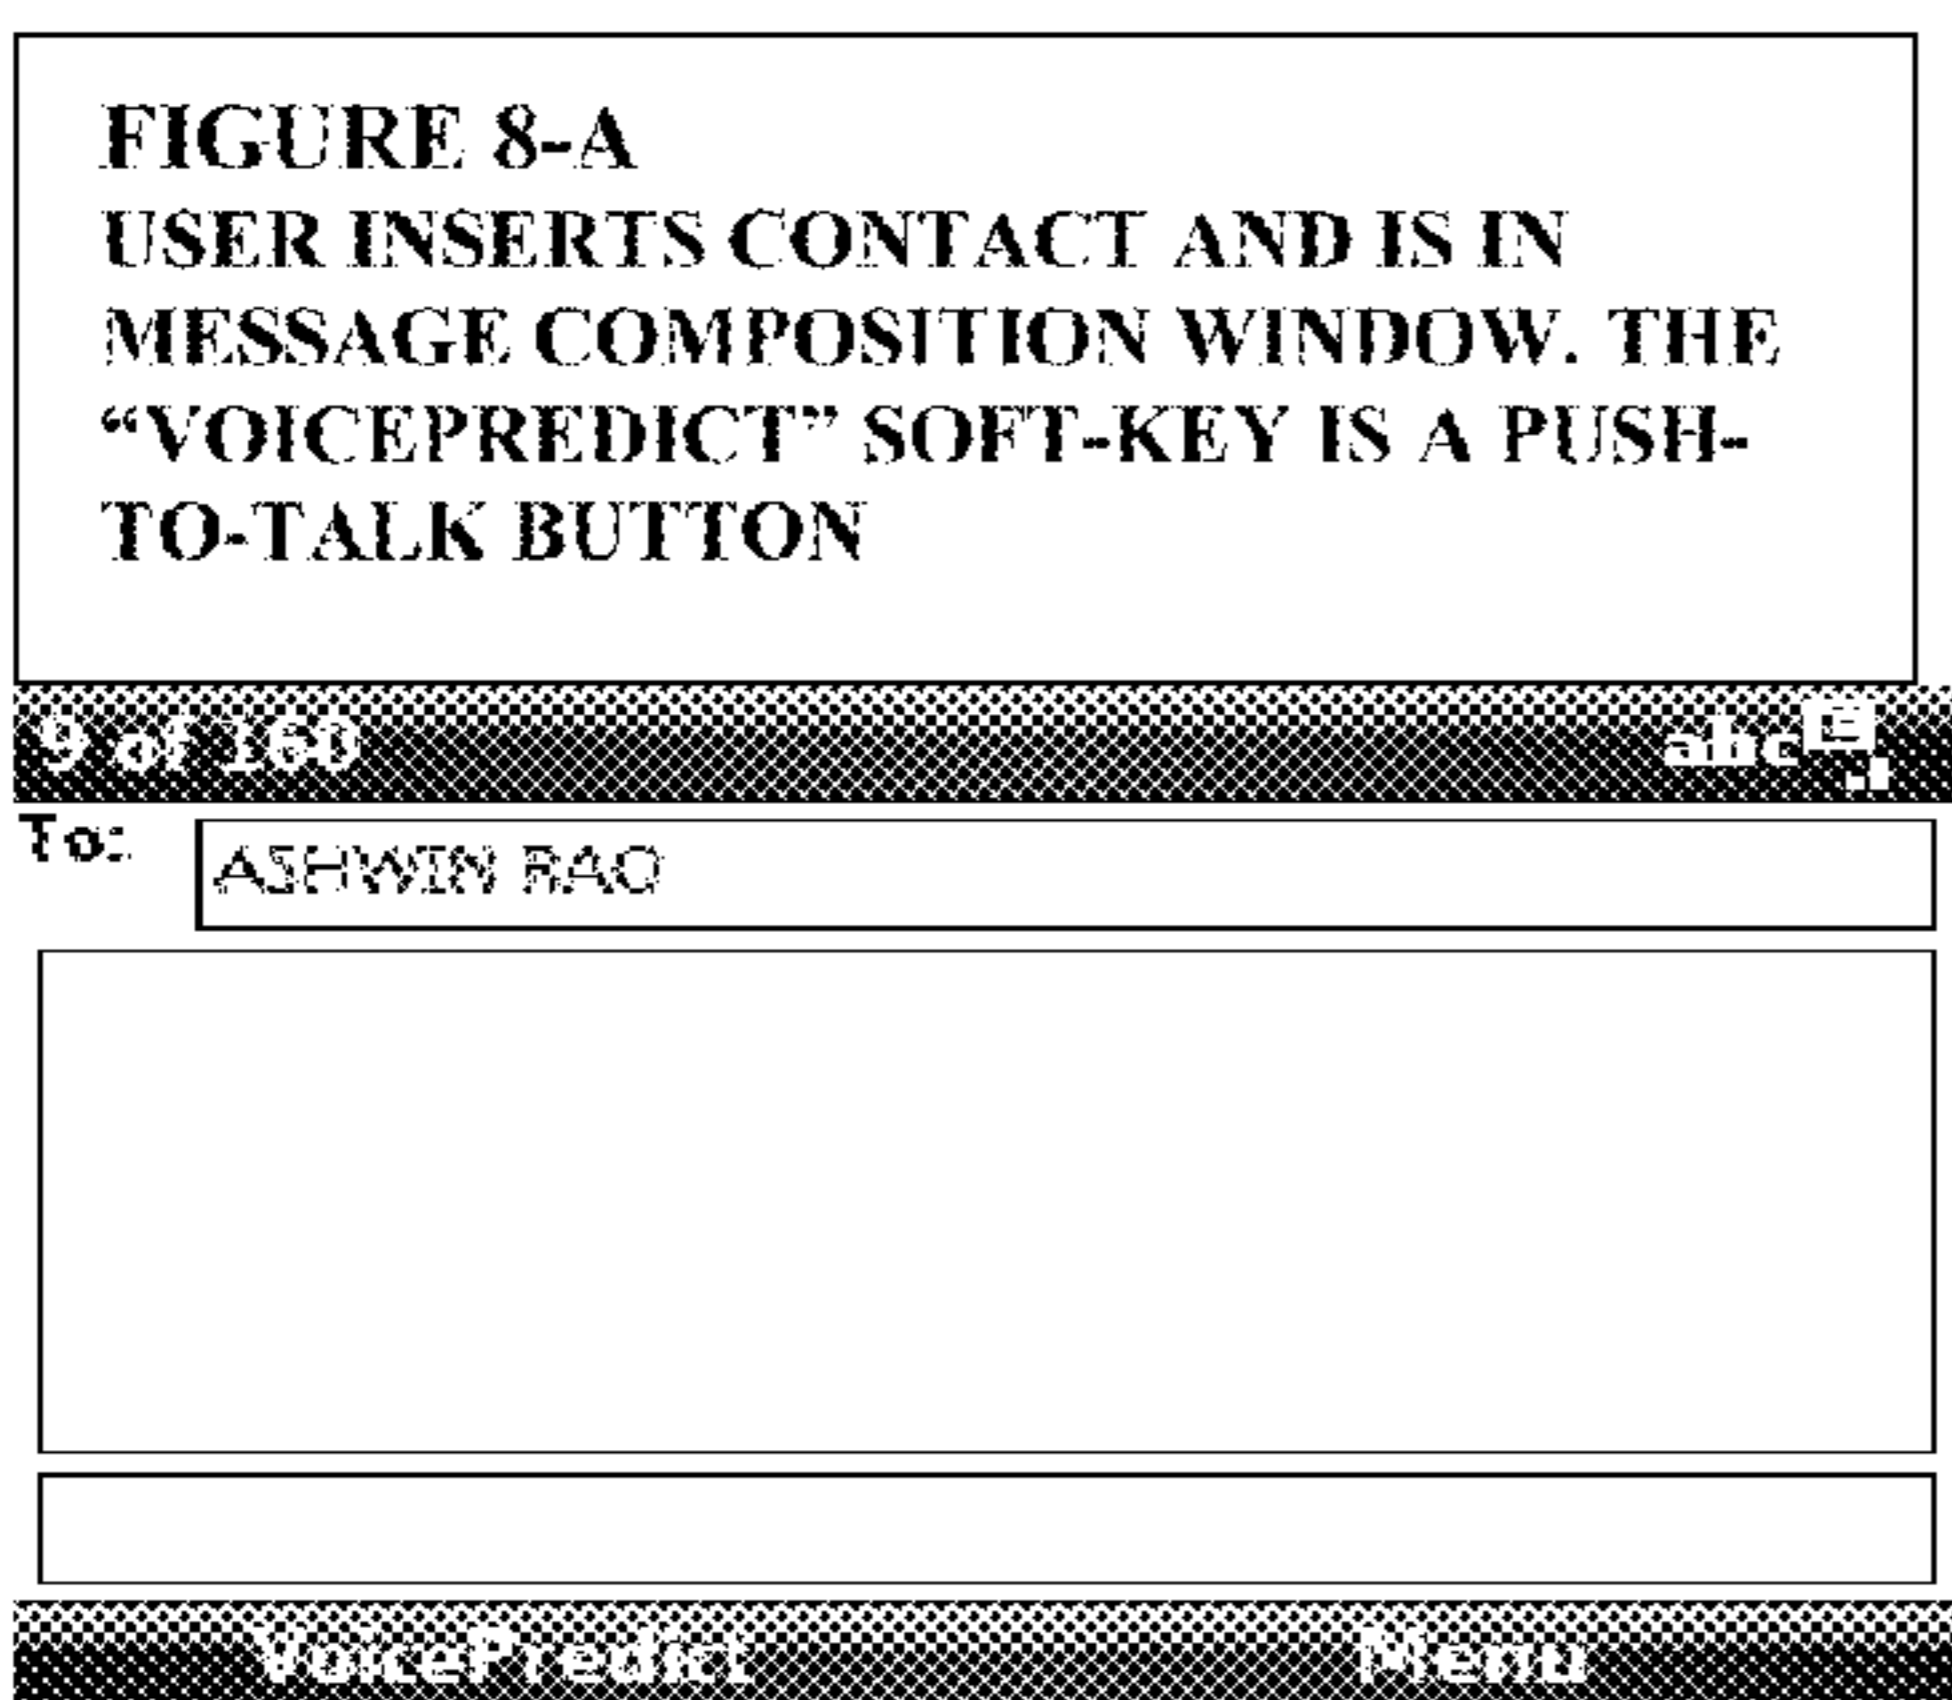 FIGURE 8-A
USER INSERTS CONTACT AND IS IN
MESSAGE COMPOSITION WINDOW. THE
“VOICEPREDICT” SOFT-KEY IS A PUSH-
TO-TALK BUTTON
9 of 160 abc
To: ASHWIN RAO
VoicePredict Menu